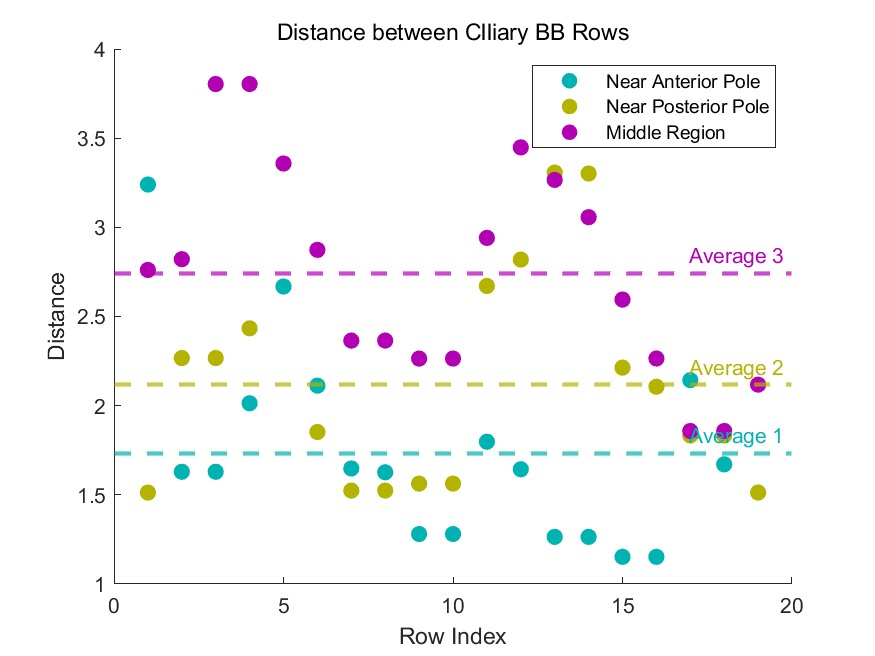 Distance between CIliary BB Rows
Near Anterior Pole
Near Posterior Pole
Middle Region
4
3.5
3
2.5
2
1.5
1
Distance
Average 3
Average 2
Average 1
0
5
10
15
20
Row Index